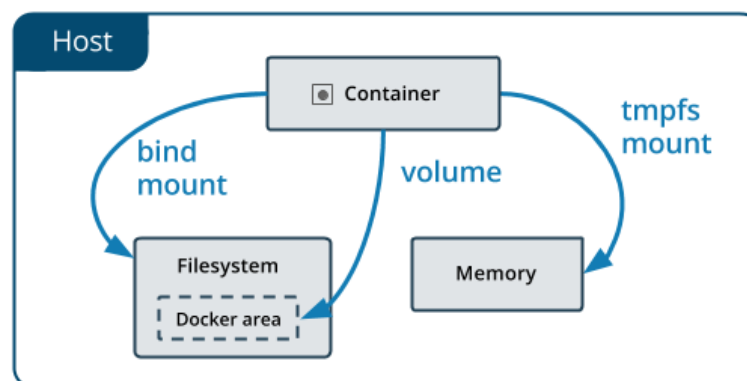 Host
Container
bind
mount
volume
tmpfs
mount
Filesystem
Docker area
Memory